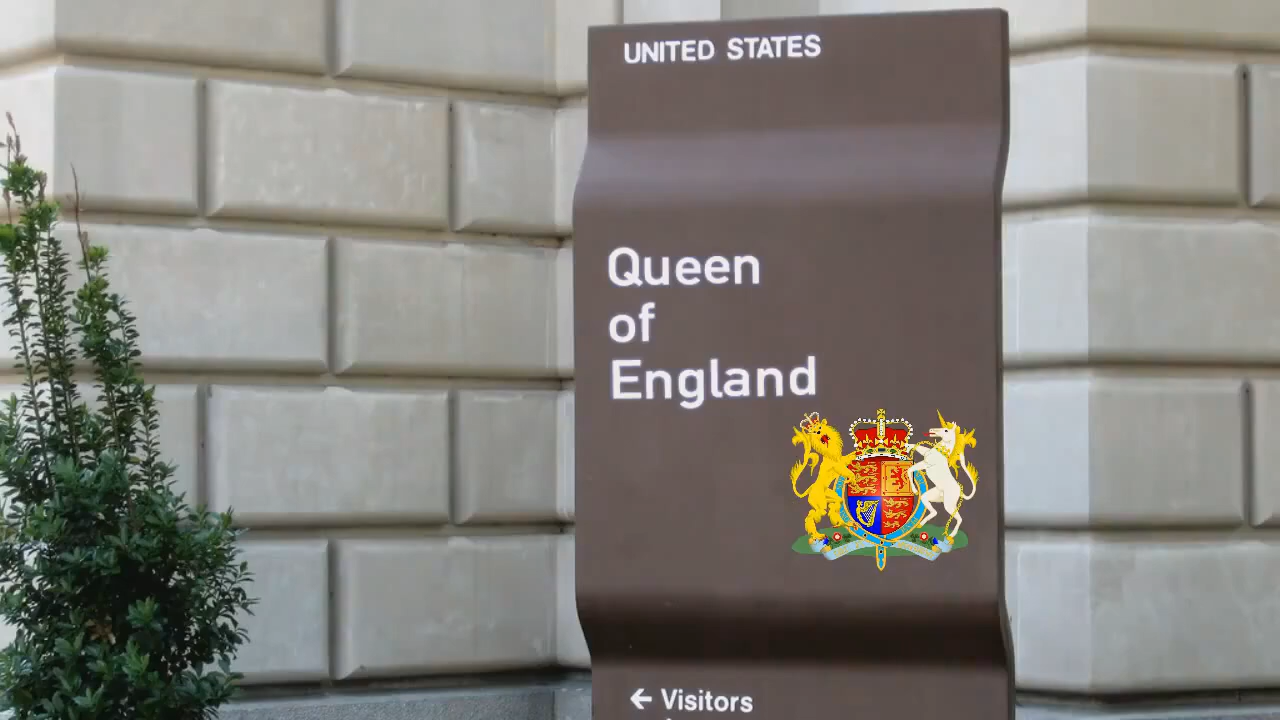 UNITED STATES
Queen
of
England
← Visitors